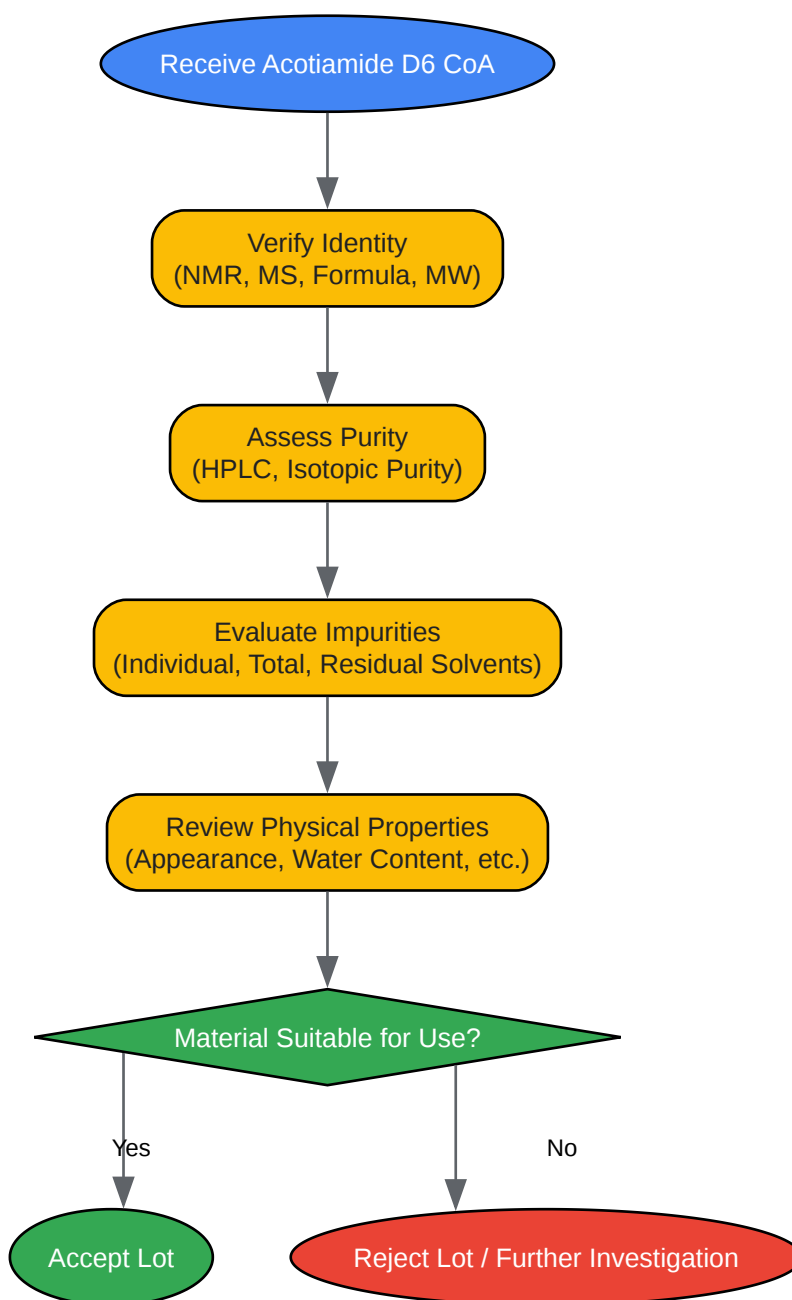 Receive Acotiamide D6 CoA
Verify Identity
(NMR, MS, Formula, MW)
Assess Purity
(HPLC, Isotopic Purity)
Evaluate Impurities
(Individual, Total, Residual Solvents)
Review Physical Properties
(Appearance, Water Content, etc.)
Material Suitable for Use?
Yes
No
Accept Lot
Reject Lot / Further Investigation